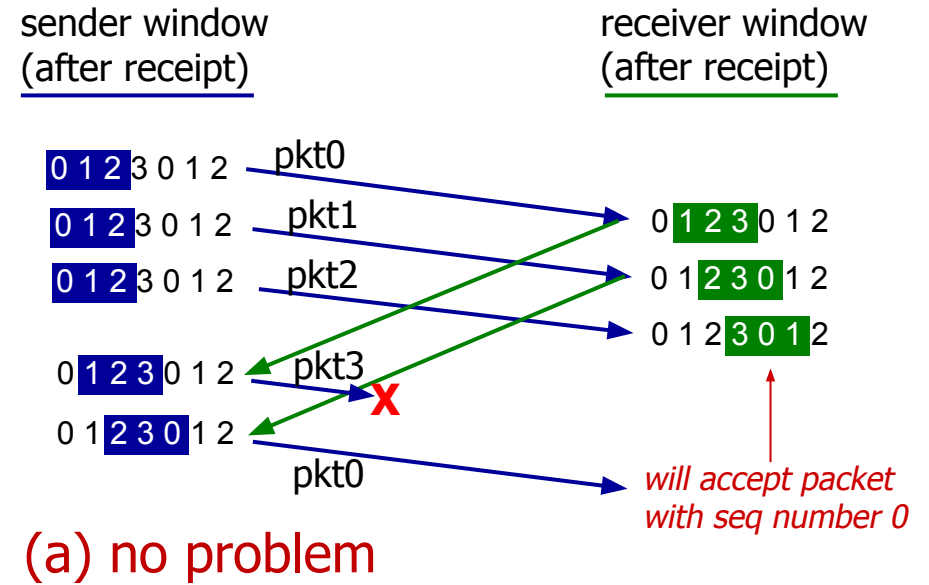 sender window
(after receipt)
receiver window
(after receipt)
0 1 2 3 0 1 2
pkt0
0 1 2 3 0 1 2
pkt1
0 1 2 3 0 1 2
0 1 2 3 0 1 2
pkt2
0 1 2 3 0 1 2
0 1 2 3 0 1 2
0 1 2 3 0 1 2
pkt3
X
0 1 2 3 0 1 2
pkt0
will accept packet
with seq number 0
(a) no problem